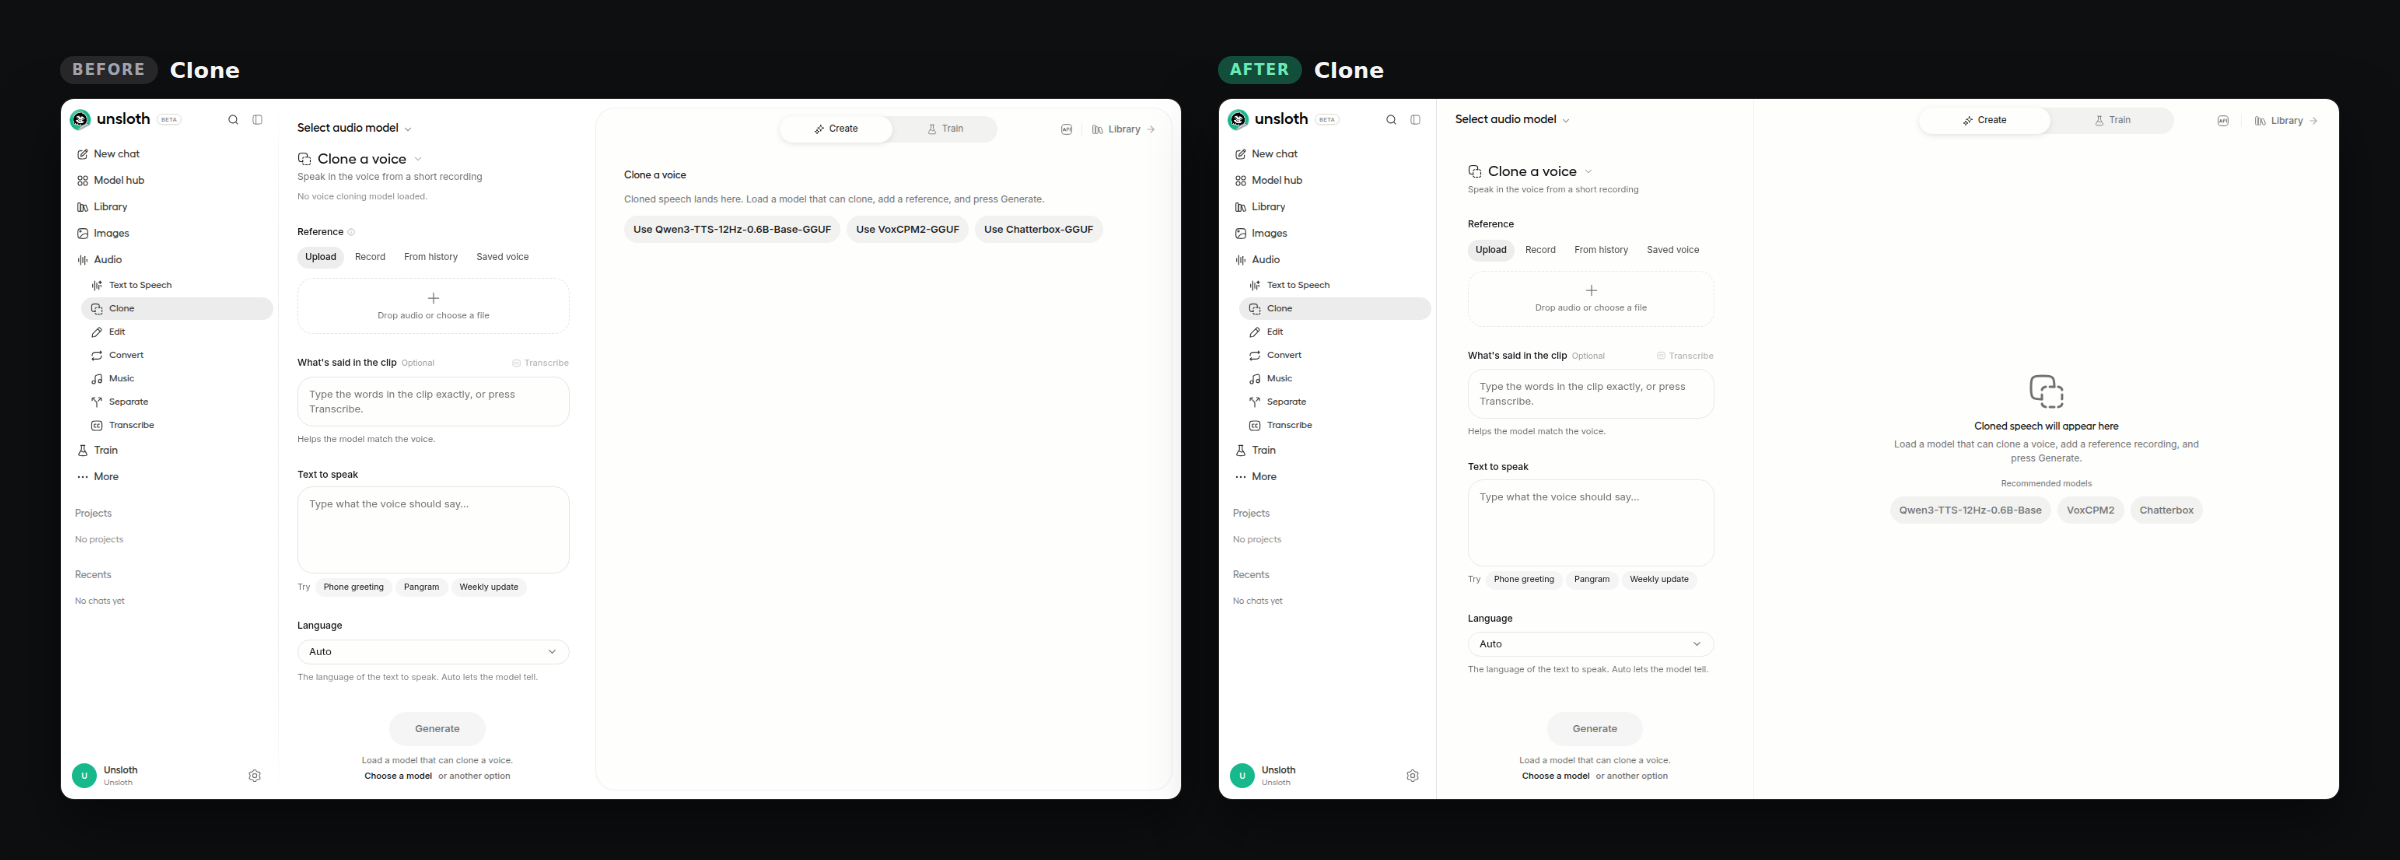 BEFORE Clone
unsloth BETA
New chat
Model hub
Library
Images
Audio
Text to Speech
Clone
Edit
Convert
Music
Separate
Transcribe
Train
More
Projects
No projects
Recents
No chats yet
U
Unsloth
Unsloth
Select audio model
Clone a voice
Speak in the voice from a short recording
No voice cloning model loaded.
Reference
Upload Record From history Saved voice
Drop audio or choose a file
What's said in the clip Optional Transcribe
Type the words in the clip exactly, or press
Transcribe.
Helps the model match the voice.
Text to speak
Type what the voice should say...
Try Phone greeting Pangram Weekly update
Language
Auto
The language of the text to speak. Auto lets the model tell.
Generate
Load a model that can clone a voice.
Choose a model or another option
Create Train API Library
Clone a voice
Cloned speech lands here. Load a model that can clone, add a reference, and press Generate.
Use Qwen3-TTS-12Hz-0.6B-Base-GGUF Use VoxCPM2-GGUF Use Chatterbox-GGUF
AFTER Clone
unsloth BETA
New chat
Model hub
Library
Images
Audio
Text to Speech
Clone
Edit
Convert
Music
Separate
Transcribe
Train
More
Projects
No projects
Recents
No chats yet
U
Unsloth
Unsloth
Select audio model
Clone a voice
Speak in the voice from a short recording
Reference
Upload Record From history Saved voice
Drop audio or choose a file
What's said in the clip Optional Transcribe
Type the words in the clip exactly, or press
Transcribe.
Helps the model match the voice.
Text to speak
Type what the voice should say...
Try Phone greeting Pangram Weekly update
Language
Auto
The language of the text to speak. Auto lets the model tell.
Generate
Load a model that can clone a voice.
Choose a model or another option
Create Train API Library
Cloned speech will appear here
Load a model that can clone a voice, add a reference recording, and
press Generate.
Recommended models
Qwen3-TTS-12Hz-0.6B-Base VoxCPM2 Chatterbox